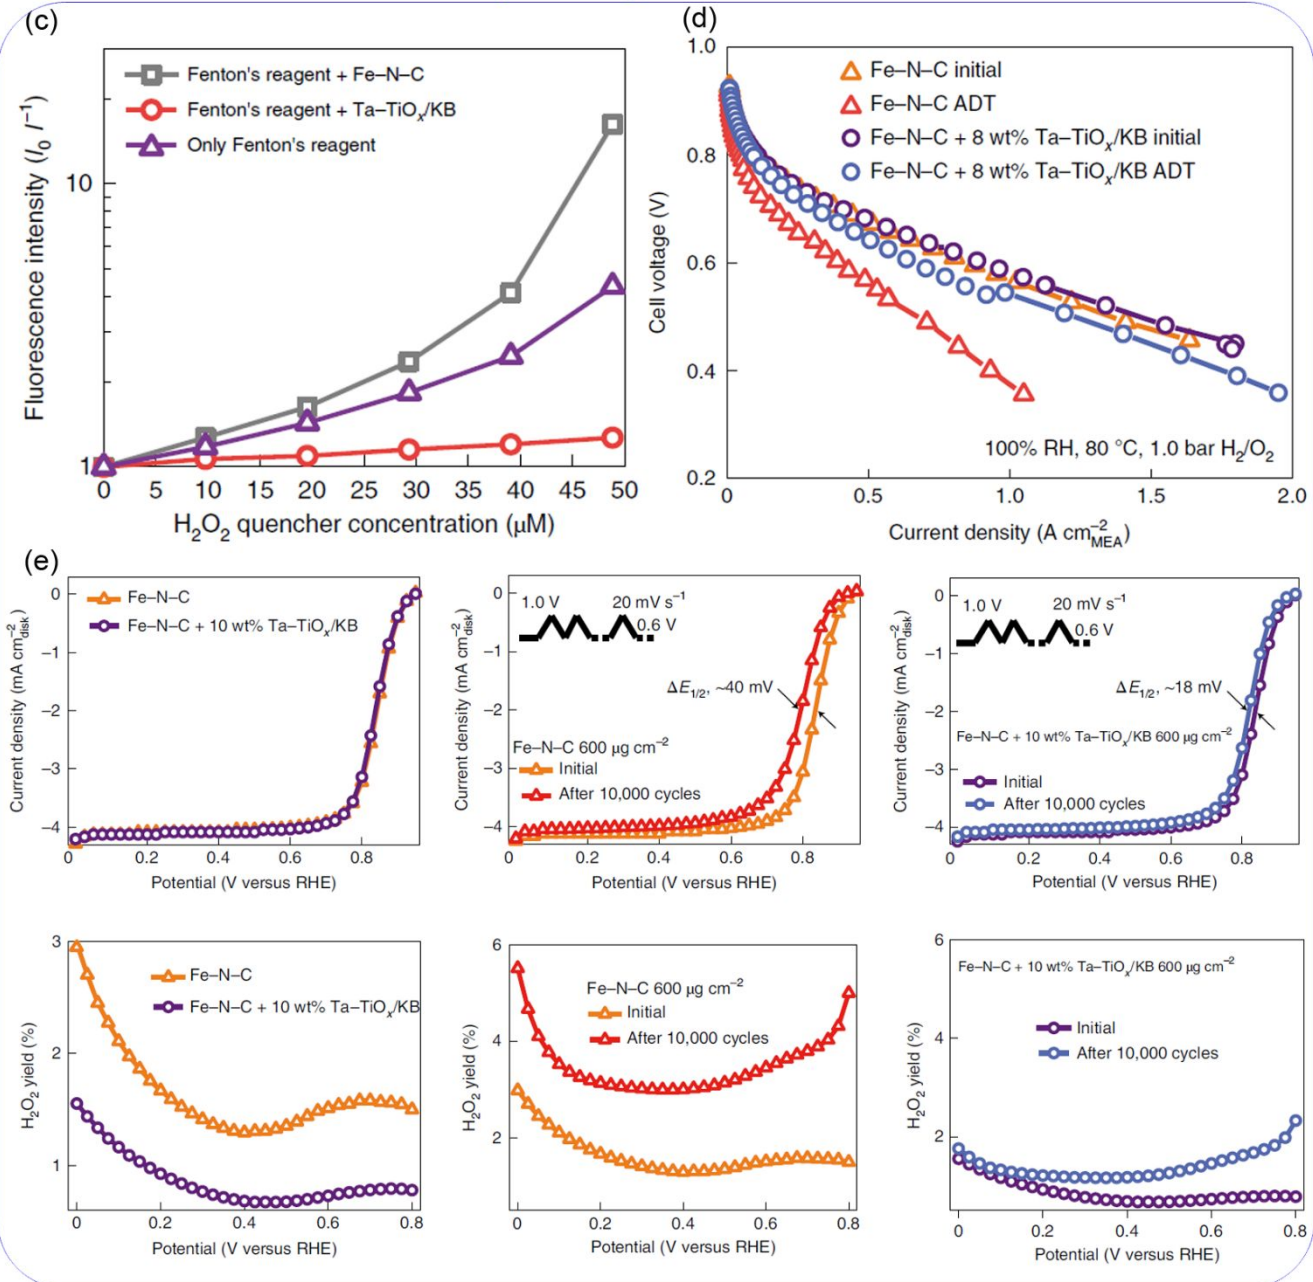 (c)
Fluorescence intensity (I₀ I⁻¹)
10
1
Fenton's reagent + Fe–N–C
Fenton's reagent + Ta–TiOₓ/KB
Only Fenton's reagent
0 5 10 15 20 25 30 35 40 45 50
H₂O₂ quencher concentration (μM)
(d)
Cell voltage (V)
1.0
0.8
0.6
0.4
0.2
Fe–N–C initial
Fe–N–C ADT
Fe–N–C + 8 wt% Ta–TiOₓ/KB initial
Fe–N–C + 8 wt% Ta–TiOₓ/KB ADT
100% RH, 80 °C, 1.0 bar H₂/O₂
0 0.5 1.0 1.5 2.0
Current density (A cm⁻²MEA)
(e)
Current density (mA cm⁻²disk)
0
–1
–2
–3
–4
Fe–N–C
Fe–N–C + 10 wt% Ta–TiOₓ/KB
0 0.2 0.4 0.6 0.8
Potential (V versus RHE)
Current density (mA cm⁻²disk)
0
–1
–2
–3
–4
1.0 V
20 mV s⁻¹
0.6 V
ΔE1/2, ~40 mV
Fe–N–C 600 μg cm⁻²
Initial
After 10,000 cycles
0 0.2 0.4 0.6 0.8
Potential (V versus RHE)
Current density (mA cm⁻²disk)
0
–1
–2
–3
–4
1.0 V
20 mV s⁻¹
0.6 V
ΔE1/2, ~18 mV
Fe–N–C + 10 wt% Ta–TiOₓ/KB 600 μg cm⁻²
Initial
After 10,000 cycles
0 0.2 0.4 0.6 0.8
Potential (V versus RHE)
H₂O₂ yield (%)
3
2
1
Fe–N–C
Fe–N–C + 10 wt% Ta–TiOₓ/KB
0 0.2 0.4 0.6 0.8
Potential (V versus RHE)
H₂O₂ yield (%)
6
4
2
Fe–N–C 600 μg cm⁻²
Initial
After 10,000 cycles
0 0.2 0.4 0.6 0.8
Potential (V versus RHE)
H₂O₂ yield (%)
6
4
2
Fe–N–C + 10 wt% Ta–TiOₓ/KB 600 μg cm⁻²
Initial
After 10,000 cycles
0 0.2 0.4 0.6 0.8
Potential (V versus RHE)